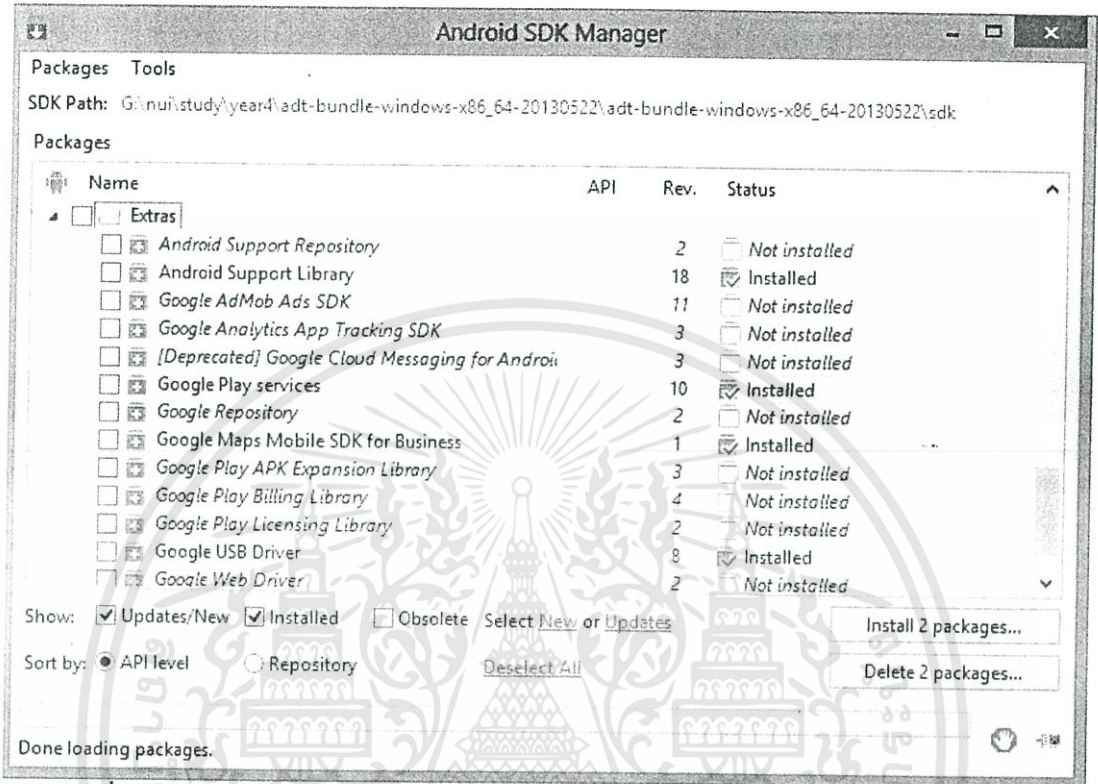 Android SDK Manager
Packages Tools
SDK Path: G:\nui\study\year4\adt-bundle-windows-x86_64-20130522\adt-bundle-windows-x86_64-20130522\sdk
Packages
Name API Rev. Status
Extras
Android Support Repository 2 Not installed
Android Support Library 18 Installed
Google AdMob Ads SDK 11 Not installed
Google Analytics App Tracking SDK 3 Not installed
[Deprecated] Google Cloud Messaging for Android 3 Not installed
Google Play services 10 Installed
Google Repository 2 Not installed
Google Maps Mobile SDK for Business 1 Installed
Google Play APK Expansion Library 3 Not installed
Google Play Billing Library 4 Not installed
Google Play Licensing Library 2 Not installed
Google USB Driver 8 Installed
Google Web Driver 2 Not installed
Show: Updates/New Installed Obsolete Select New or Updates
Install 2 packages...
Sort by: API level Repository Deselect All
Delete 2 packages...
Done loading packages.